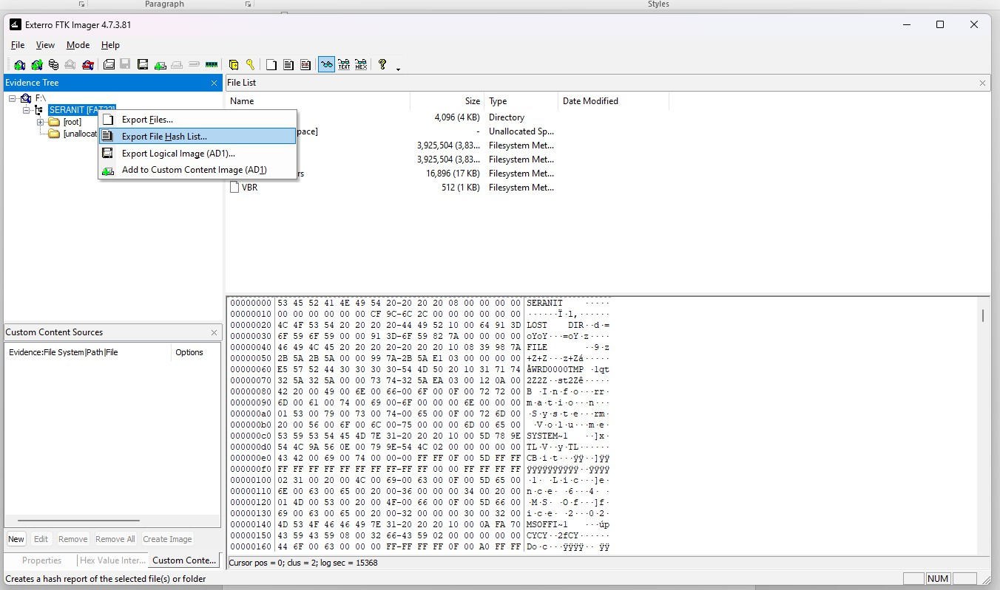 Paragraph
Styles
Exterro FTK Imager 4.7.3.81
File View Mode Help
TEXT HEX
Evidence Tree
F:\
SERANIT [FAT32]
[root]
[unallocat
Export Files...
Export File Hash List...
Export Logical Image (AD1)...
Add to Custom Content Image (AD1)
File List
Name Size Type Date Modified
4,096 (4 KB) Directory
pace] - Unallocated Sp...
3,925,504 (3,83... Filesystem Met...
3,925,504 (3,83... Filesystem Met...
rs 16,896 (17 KB) Filesystem Met...
VBR 512 (1 KB) Filesystem Met...
00000000 53 45 52 41 4E 49 54 20-20 20 20 08 00 00 00 00 SERANIT    ·····
00000010 00 00 00 00 00 00 CF 9C-6C 2C 00 00 00 00 00 00 ······Ï·l,······
00000020 4C 4F 53 54 20 20 20 20-44 49 52 10 00 64 91 3D LOST    DIR··d·=
00000030 6F 59 6F 59 00 00 91 3D-6F 59 82 7A 00 00 00 00 oYoY···=oY·z····
00000040 46 49 4C 45 20 20 20 20-20 20 20 10 08 39 98 7A FILE       ··9·z
00000050 2B 5A 2B 5A 00 00 99 7A-2B 5A E1 03 00 00 00 00 +Z+Z···z+Zá·····
00000060 E5 57 52 44 30 30 30 30-54 4D 50 20 10 31 71 74 åWRD0000TMP ·1qt
00000070 32 5A 32 5A 00 00 73 74-32 5A EA 03 00 12 0A 00 2Z2Z··st2Zê·····
00000080 42 20 00 49 00 6E 00 66-00 6F 00 0F 00 72 72 00 B ·I·n·f·o···rr·
00000090 6D 00 61 00 74 00 69 00-6F 00 00 00 6E 00 00 00 m·a·t·i·o···n···
000000a0 01 53 00 79 00 73 00 74-00 65 00 0F 00 72 6D 00 ·S·y·s·t·e···rm·
000000b0 20 00 56 00 6F 00 6C 00-75 00 00 00 6D 00 65 00  ·V·o·l·u···m·e·
000000c0 53 59 53 54 45 4D 7E 31-20 20 20 10 00 5D 78 9E SYSTEM~1   ··]x·
000000d0 54 4C 9A 56 0E 00 79 9E-54 4C 02 00 00 00 00 00 TL·V··y·TL······
000000e0 43 42 00 69 00 74 00 00-00 FF FF 0F 00 5D FF FF CB·i·t···ÿÿ··]ÿÿ
000000f0 FF FF FF FF FF FF FF FF-FF FF 00 00 FF FF FF FF ÿÿÿÿÿÿÿÿÿÿ··ÿÿÿÿ
00000100 02 31 00 20 00 4C 00 69-00 63 00 0F 00 5D 65 00 ·1· ·L·i·c···]e·
00000110 6E 00 63 00 65 00 20 00-36 00 00 00 34 00 20 00 n·c·e· ·6···4· ·
00000120 01 4D 00 53 00 20 00 4F-00 66 00 0F 00 5D 66 00 ·M·S· ·O·f···]f·
00000130 69 00 63 00 65 00 20 00-32 00 00 00 30 00 32 00 i·c·e· ·2···0·2·
00000140 4D 53 4F 46 46 49 7E 31-20 20 20 10 00 0A FA 70 MSOFFI~1   ···úp
00000150 43 59 43 59 08 00 32 66-43 59 02 00 00 00 00 00 CYCY··2fCY······
00000160 44 6F 00 63 00 00 00 FF-FF FF FF 0F 00 A0 FF FF Do·c···ÿÿÿÿ·· ÿÿ
Custom Content Sources
Evidence:File System|Path|File Options
New Edit Remove Remove All Create Image
Properties Hex Value Inter... Custom Conte...
Cursor pos = 0; clus = 2; log sec = 15368
Creates a hash report of the selected file(s) or folder
NUM